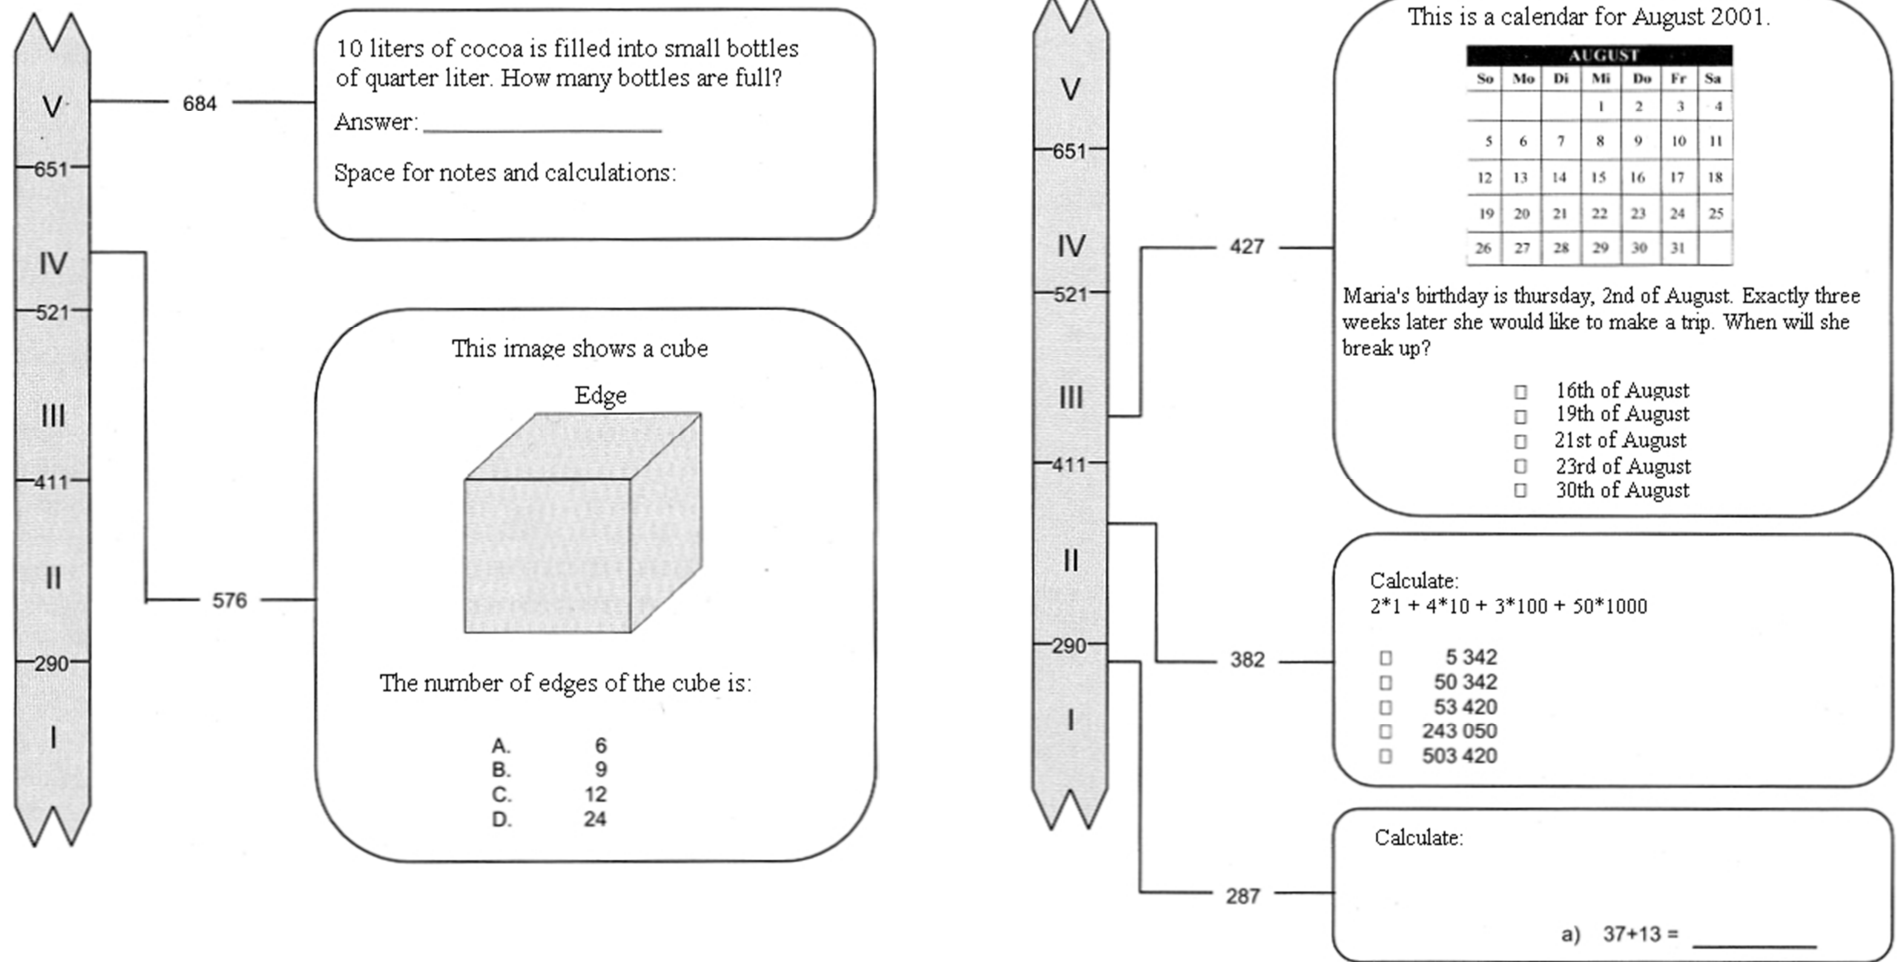 V
651
IV
521
III
411
II
290
I
684
10 liters of cocoa is filled into small bottles
of quarter liter. How many bottles are full?
Answer:
Space for notes and calculations:
576
This image shows a cube
Edge
The number of edges of the cube is:
A. 6
B. 9
C. 12
D. 24
V
651
IV
521
III
411
II
290
I
427
This is a calendar for August 2001.
AUGUST
So Mo Di Mi Do Fr Sa
1 2 3 4
5 6 7 8 9 10 11
12 13 14 15 16 17 18
19 20 21 22 23 24 25
26 27 28 29 30 31
Maria's birthday is thursday, 2nd of August. Exactly three
weeks later she would like to make a trip. When will she
break up?
16th of August
19th of August
21st of August
23rd of August
30th of August
382
Calculate:
2*1 + 4*10 + 3*100 + 50*1000
5 342
50 342
53 420
243 050
503 420
287
Calculate:
a) 37+13 =